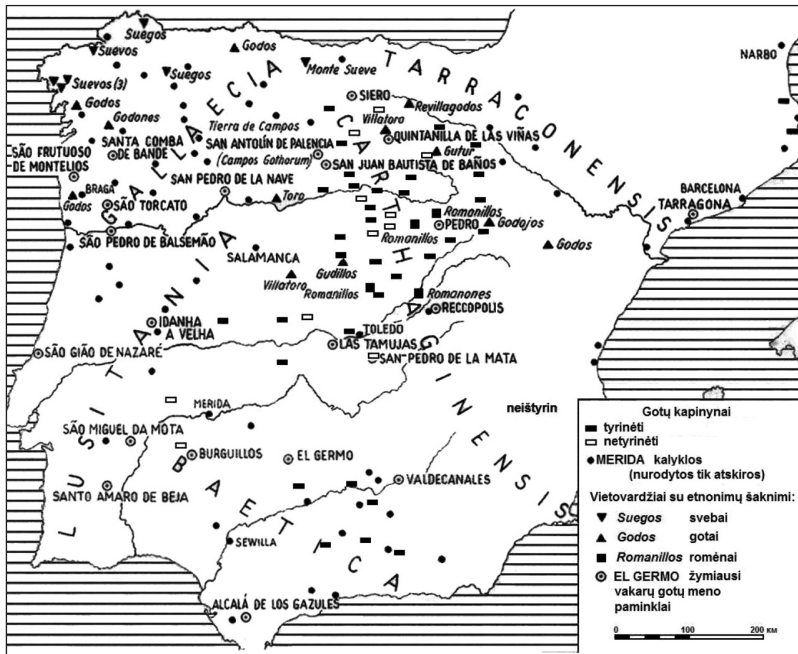 Suegos
Suevos
Godos
Suegos
Monte Sueve
NARBO
Suevos (3)
Godos
Godones
SIERO
Revillagodos
Villatoro
Tierra de Campos
QUINTANILLA DE LAS VIÑAS
SANTA COMBA
DE BANDE
SAN ANTOLÍN DE PALENCIA
(Campos Gothorum)
Gutur
SÃO FRUTUOSO
DE MONTELIOS
SAN JUAN BAUTISTA DE BAÑOS
SAN PEDRO DE LA NAVE
BRAGA
Godos
SÃO TORCATO
Toro
BARCELONA
TARRAGONA
Romanillos
PEDRO
Godojos
SÃO PEDRO DE BALSEMÃO
Romanillos
Godos
SALAMANCA
Gudillos
Villatoro
Romanillos
Romanones
RECCOPOLIS
IDANHA
A VELHA
TOLEDO
LAS TAMUJAS
SÃO GIÃO DE NAZARÉ
SAN PEDRO DE LA MATA
MERIDA
neištyrin
SÃO MIGUEL DA MOTA
BURGUILLOS
EL GERMO
VALDECANALES
SANTO AMARO DE BEJA
SEWILLA
ALCALÁ DE LOS GAZULES
GALLAECIA
TARRACONENSIS
CARTHAGINENSIS
LUSITANIA
BAETICA
Gotų kapinynai
tyrinėti
netyrinėti
MERIDA kalyklos
(nurodytos tik atskiros)
Vietovardžiai su etnonimų šaknimi:
Suegos svebai
Godos gotai
Romanillos romėnai
EL GERMO žymiausi
vakarų gotų meno
paminklai
0 100 200 KM